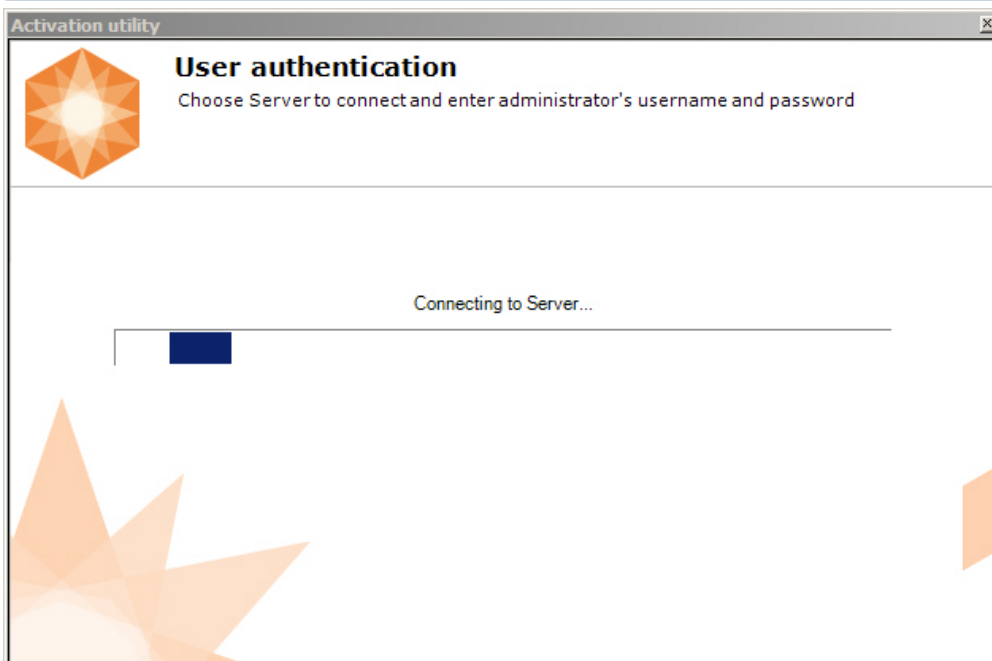 Activation utility
User authentication
Choose Server to connect and enter administrator's username and password
Connecting to Server...